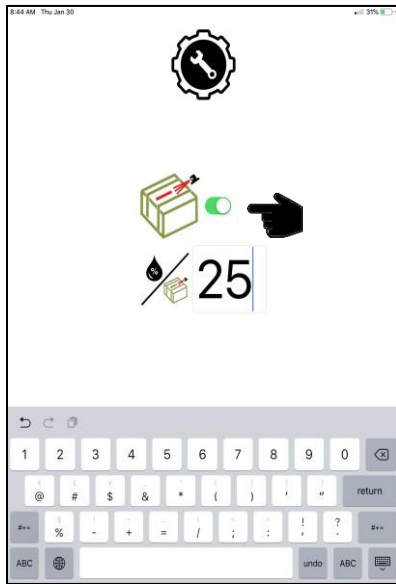 8:44 AM Thu Jan 30 31%
%
25
1 2 3 4 5 6 7 8 9 0
@ # $ & * ( ) ' " return
#+= % - + = / ; : ! , ? . #+=
ABC undo ABC